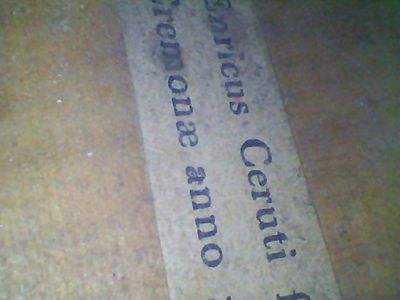 Enricus Ceruti f
Cremonæ anno